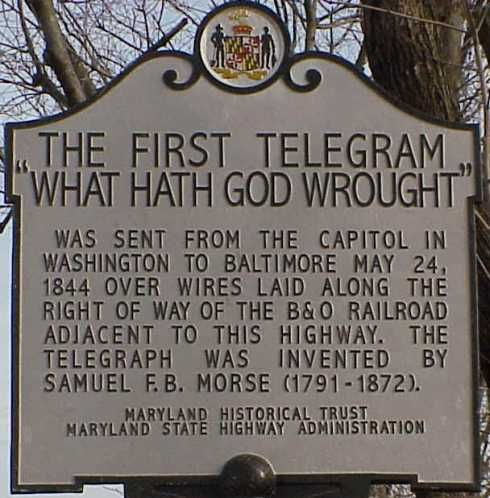 THE FIRST TELEGRAM
"WHAT HATH GOD WROUGHT"
WAS SENT FROM THE CAPITOL IN
WASHINGTON TO BALTIMORE MAY 24,
1844 OVER WIRES LAID ALONG THE
RIGHT OF WAY OF THE B&O RAILROAD
ADJACENT TO THIS HIGHWAY. THE
TELEGRAPH WAS INVENTED BY
SAMUEL F.B. MORSE (1791-1872).
MARYLAND HISTORICAL TRUST
MARYLAND STATE HIGHWAY ADMINISTRATION